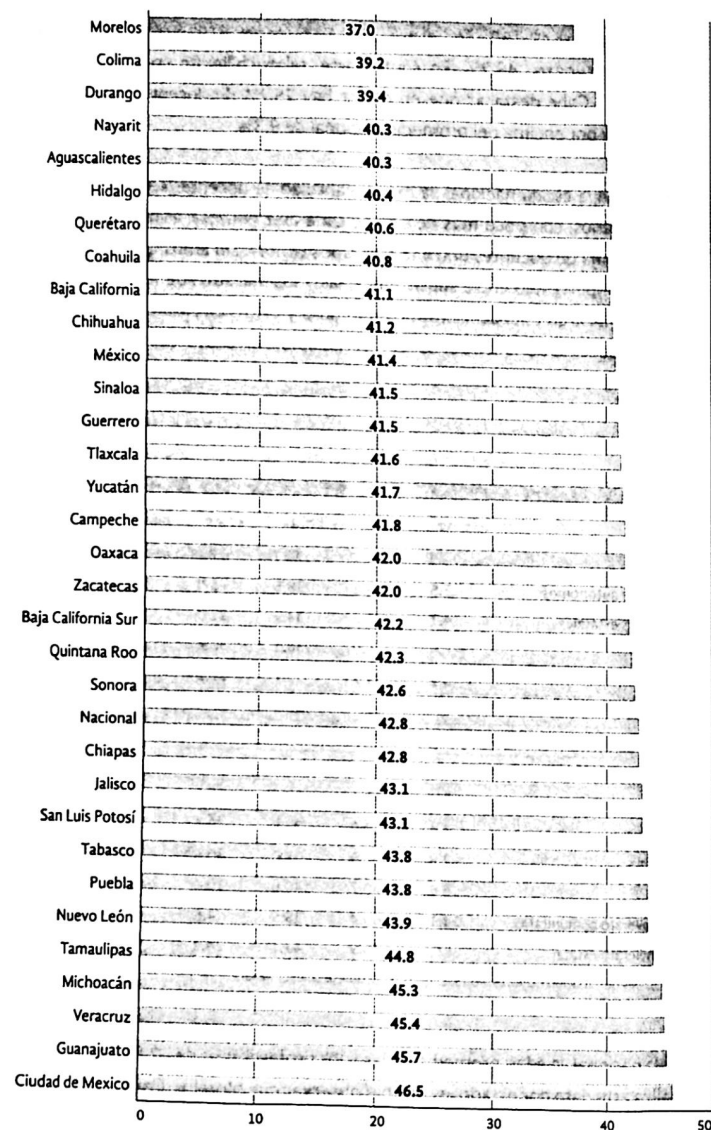 Morelos 37.0
Colima 39.2
Durango 39.4
Nayarit 40.3
Aguascalientes 40.3
Hidalgo 40.4
Querétaro 40.6
Coahuila 40.8
Baja California 41.1
Chihuahua 41.2
México 41.4
Sinaloa 41.5
Guerrero 41.5
Tlaxcala 41.6
Yucatán 41.7
Campeche 41.8
Oaxaca 42.0
Zacatecas 42.0
Baja California Sur 42.2
Quintana Roo 42.3
Sonora 42.6
Nacional 42.8
Chiapas 42.8
Jalisco 43.1
San Luis Potosí 43.1
Tabasco 43.8
Puebla 43.8
Nuevo León 43.9
Tamaulipas 44.8
Michoacán 45.3
Veracruz 45.4
Guanajuato 45.7
Ciudad de Mexico 46.5
0 10 20 30 40 50